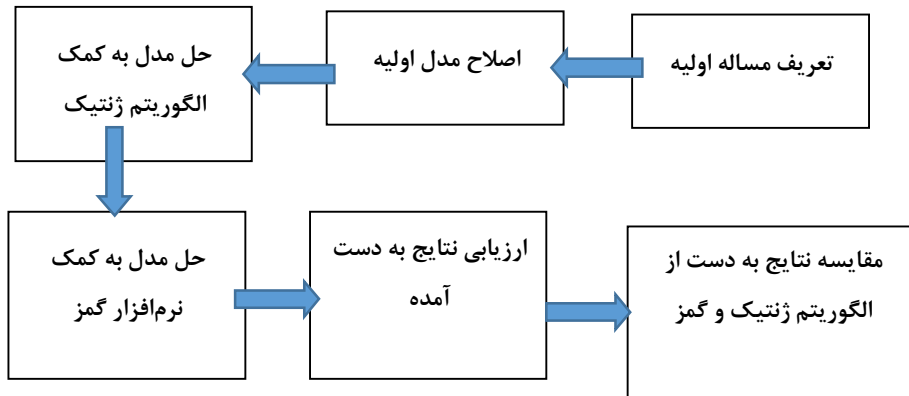 تعریف مساله اولیه
اصلاح مدل اولیه
حل مدل به کمک
الگوریتم ژنتیک
حل مدل به کمک
نرم‌افزار گمز
ارزیابی نتایج به دست
آمده
مقایسه نتایج به دست از
الگوریتم ژنتیک و گمز